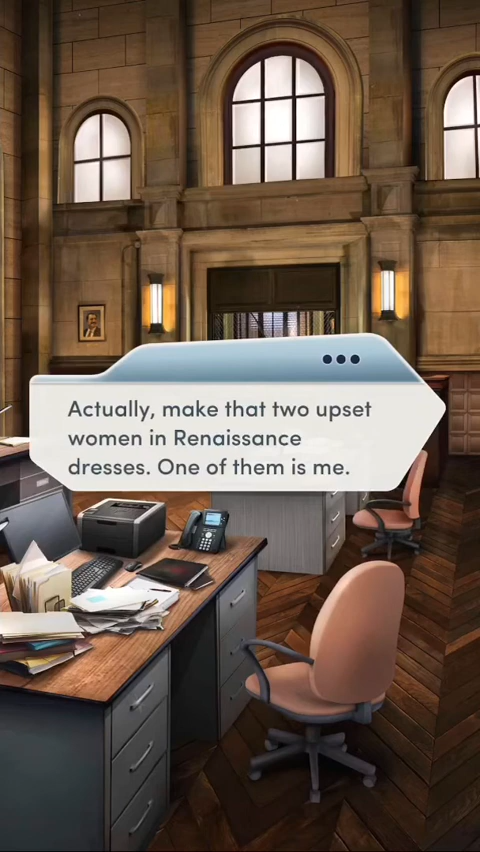 Actually, make that two upset
women in Renaissance
dresses. One of them is me.